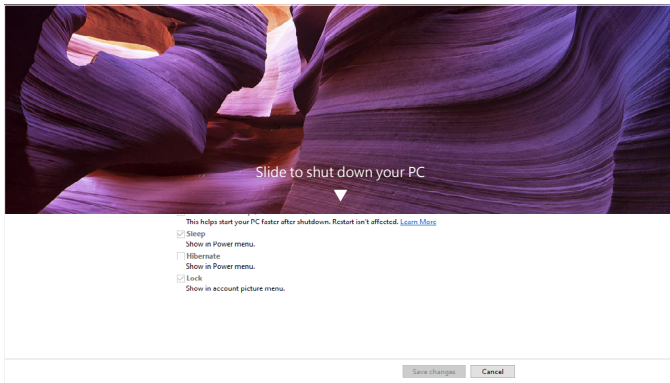 Slide to shut down your PC
This helps start your PC faster after shutdown. Restart isn't affected. Learn More
Sleep
Show in Power menu.
Hibernate
Show in Power menu.
Lock
Show in account picture menu.
Save changes Cancel